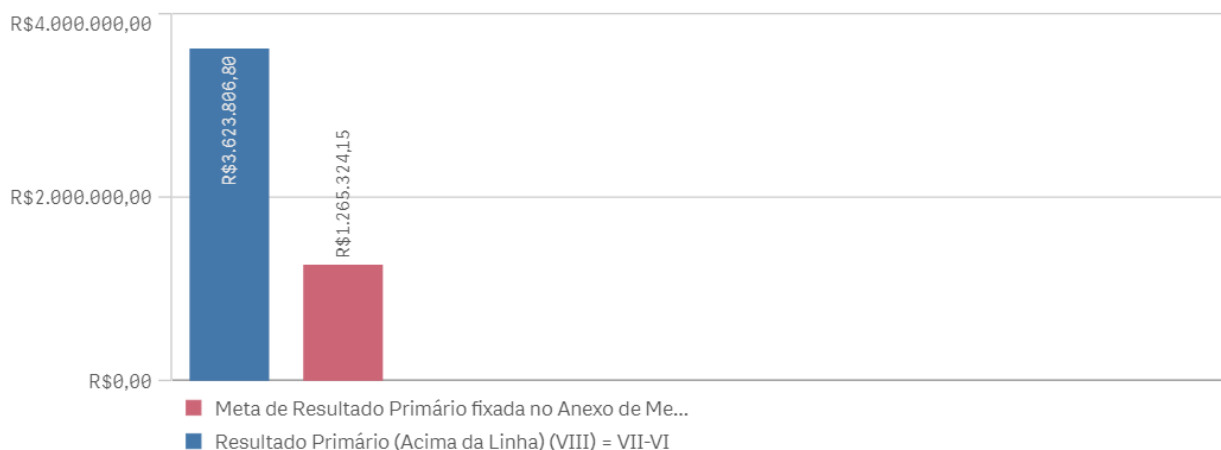 R$4.000.000,00
R$3.623.806,80
R$1.265.324,15
R$2.000.000,00
R$0,00
Meta de Resultado Primário fixada no Anexo de Me...
Resultado Primário (Acima da Linha) (VIII) = VII-VI